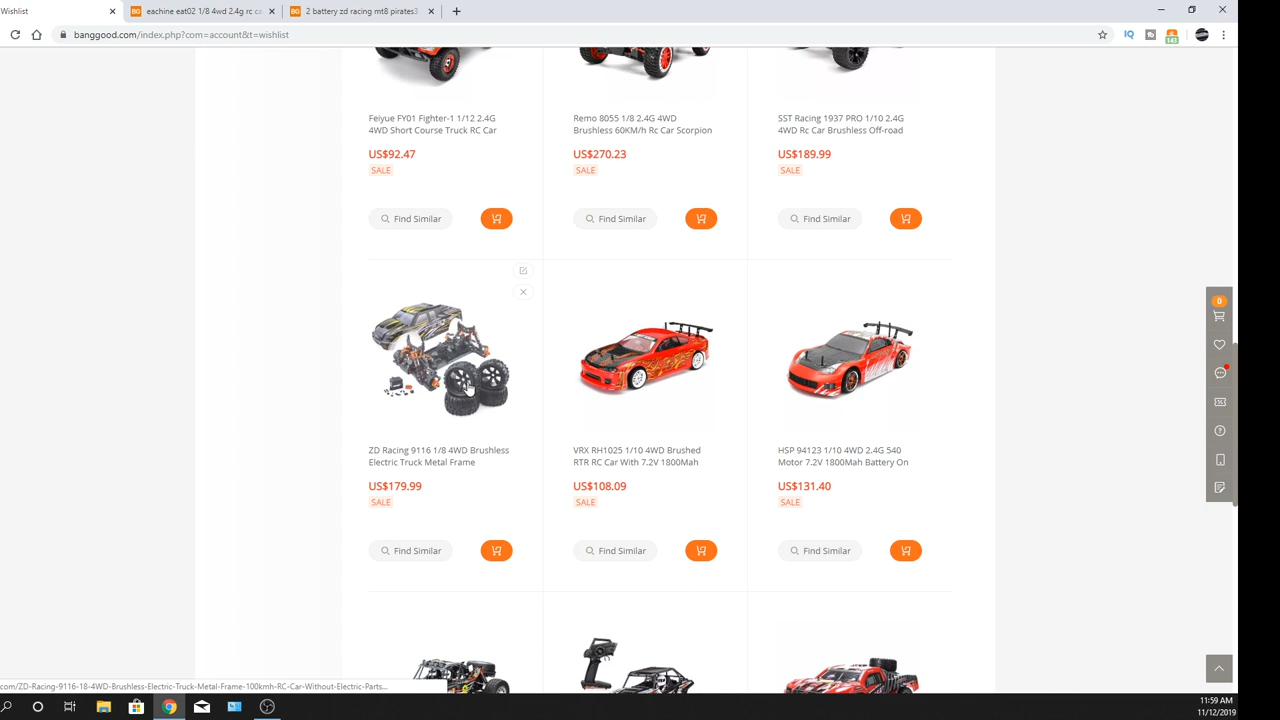 Wishlist
eachine eat02 1/8 4wd 2.4g rc ca
2 battery zd racing mt8 pirates3
banggood.com/index.php?com=account&t=wishlist
IQ
143
Feiyue FY01 Fighter-1 1/12 2.4G
4WD Short Course Truck RC Car
US$92.47
SALE
Find Similar
Remo 8055 1/8 2.4G 4WD
Brushless 60KM/h Rc Car Scorpion
US$270.23
SALE
Find Similar
SST Racing 1937 PRO 1/10 2.4G
4WD Rc Car Brushless Off-road
US$189.99
SALE
Find Similar
0
ZD Racing 9116 1/8 4WD Brushless
Electric Truck Metal Frame
US$179.99
SALE
Find Similar
VRX RH1025 1/10 4WD Brushed
RTR RC Car With 7.2V 1800Mah
US$108.09
SALE
Find Similar
HSP 94123 1/10 4WD 2.4G 540
Motor 7.2V 1800Mah Battery On
US$131.40
SALE
Find Similar
com/ZD-Racing-9116-18-4WD-Brushless-Electric-Truck-Metal-Frame-100kmh-RC-Car-Without-Electric-Parts...
11:59 AM
11/12/2019